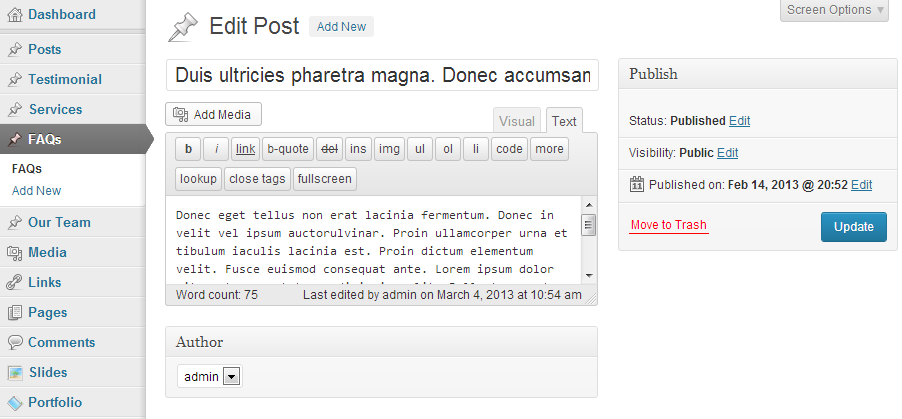 Dashboard
Posts
Testimonial
Services
FAQs
FAQs
Add New
Our Team
Media
Links
Pages
Comments
Slides
Portfolio
Screen Options
Edit Post Add New
Duis ultricies pharetra magna. Donec accumsan
Add Media
Visual Text
b i link b-quote del ins img ul ol li code more
lookup close tags fullscreen
Donec eget tellus non erat lacinia fermentum. Donec in
velit vel ipsum auctorulvinar. Proin ullamcorper urna et
tibulum iaculis lacinia est. Proin dictum elementum
velit. Fusce euismod consequat ante. Lorem ipsum dolor
Word count: 75 Last edited by admin on March 4, 2013 at 10:54 am
Author
admin
Publish
Status: Published Edit
Visibility: Public Edit
Published on: Feb 14, 2013 @ 20:52 Edit
Move to Trash Update